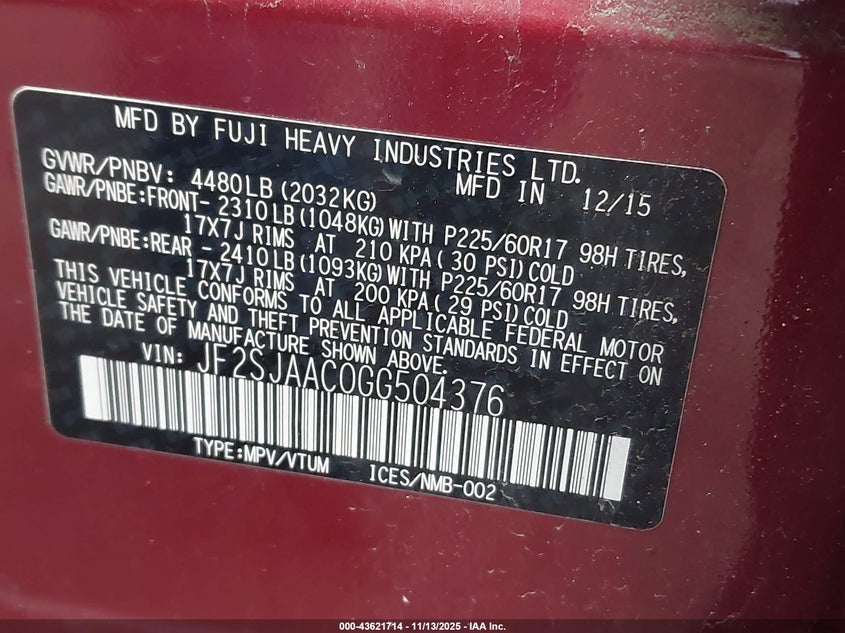 MFD BY FUJI HEAVY INDUSTRIES LTD.
MFD IN 12/15
GVWR/PNBV: 4480LB(2032KG)
GAWR/PNBE:FRONT- 2310LB(1048KG)WITH P225/60R17 98H TIRES,
17X7J RIMS AT 210 KPA( 30 PSI)COLD
GAWR/PNBE:REAR - 2410LB(1093KG)WITH P225/60R17 98H TIRES,
17X7J RIMS AT 200 KPA( 29 PSI)COLD
THIS VEHICLE CONFORMS TO ALL APPLICABLE FEDERAL MOTOR
VEHICLE SAFETY AND THEFT PREVENTION STANDARDS IN EFFECT ON
THE DATE OF MANUFACTURE SHOWN ABOVE.
VIN: JF2SJAAC0GG504376
TYPE:MPV/VTUM ICES/NMB-002
000-43621714 - 11/13/2025 - IAA Inc.